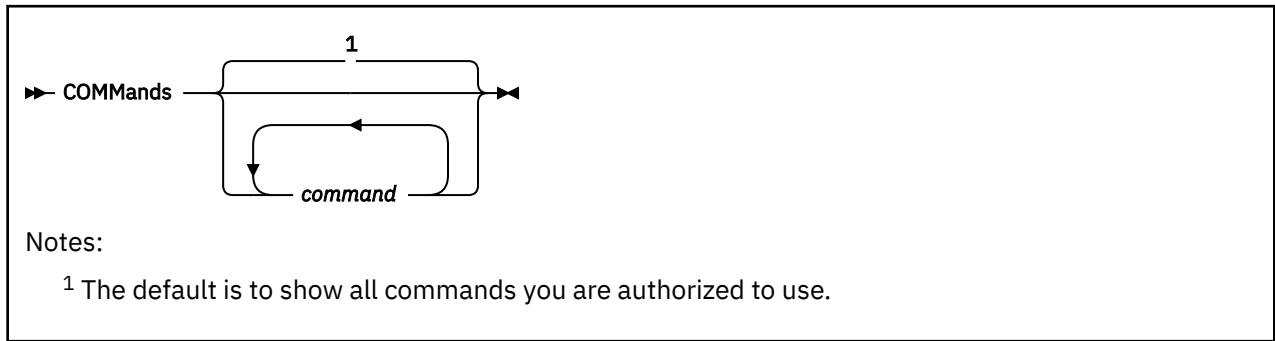 1
COMMands
command
Notes:
1 The default is to show all commands you are authorized to use.